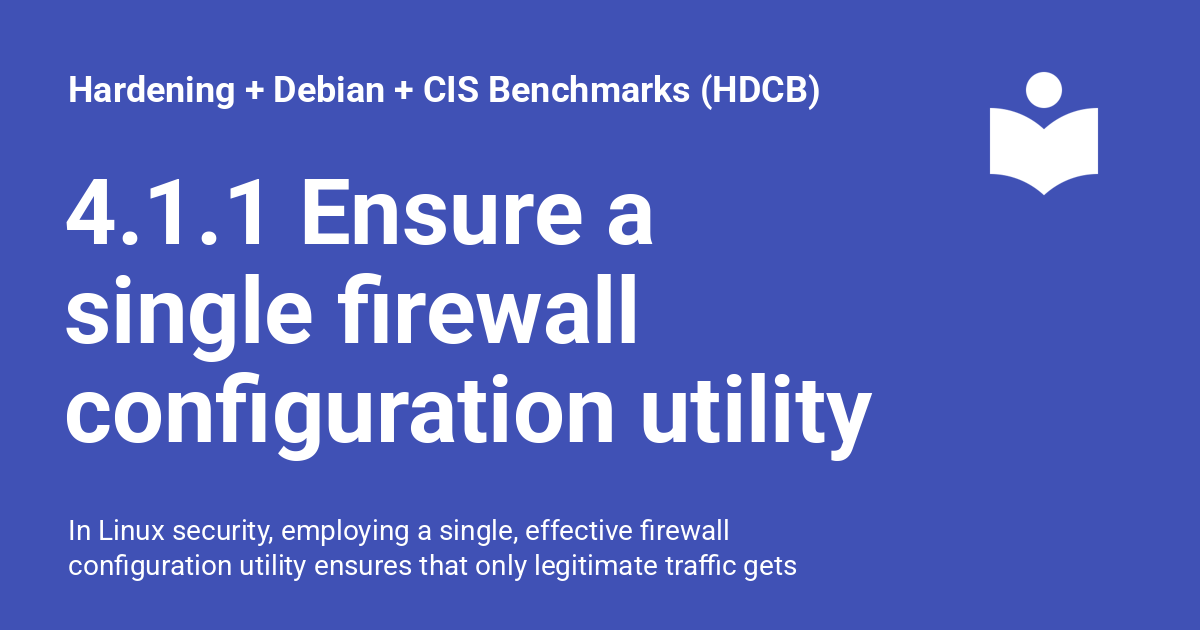 Hardening + Debian + CIS Benchmarks (HDCB)
4.1.1 Ensure a
single firewall
configuration utility
In Linux security, employing a single, effective firewall
configuration utility ensures that only legitimate traffic gets